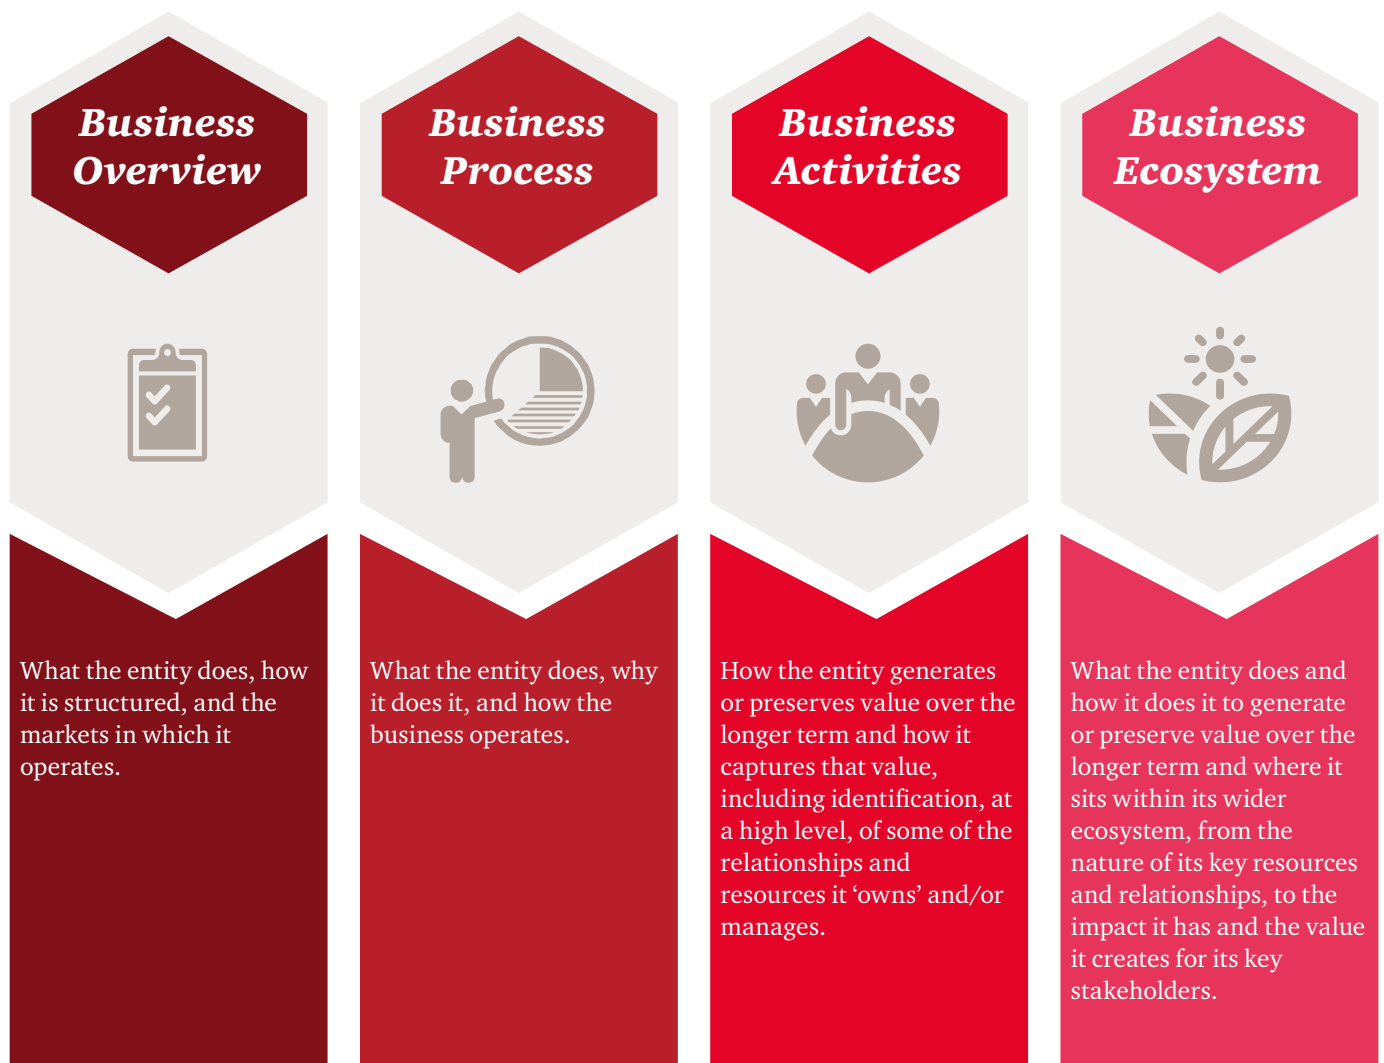 Business
Overview
Business
Process
Business
Activities
Business
Ecosystem
What the entity does, how
it is structured, and the
markets in which it
operates.
What the entity does, why
it does it, and how the
business operates.
How the entity generates
or preserves value over the
longer term and how it
captures that value,
including identification, at
a high level, of some of the
relationships and
resources it ‘owns’ and/or
manages.
What the entity does and
how it does it to generate
or preserve value over the
longer term and where it
sits within its wider
ecosystem, from the
nature of its key resources
and relationships, to the
impact it has and the value
it creates for its key
stakeholders.